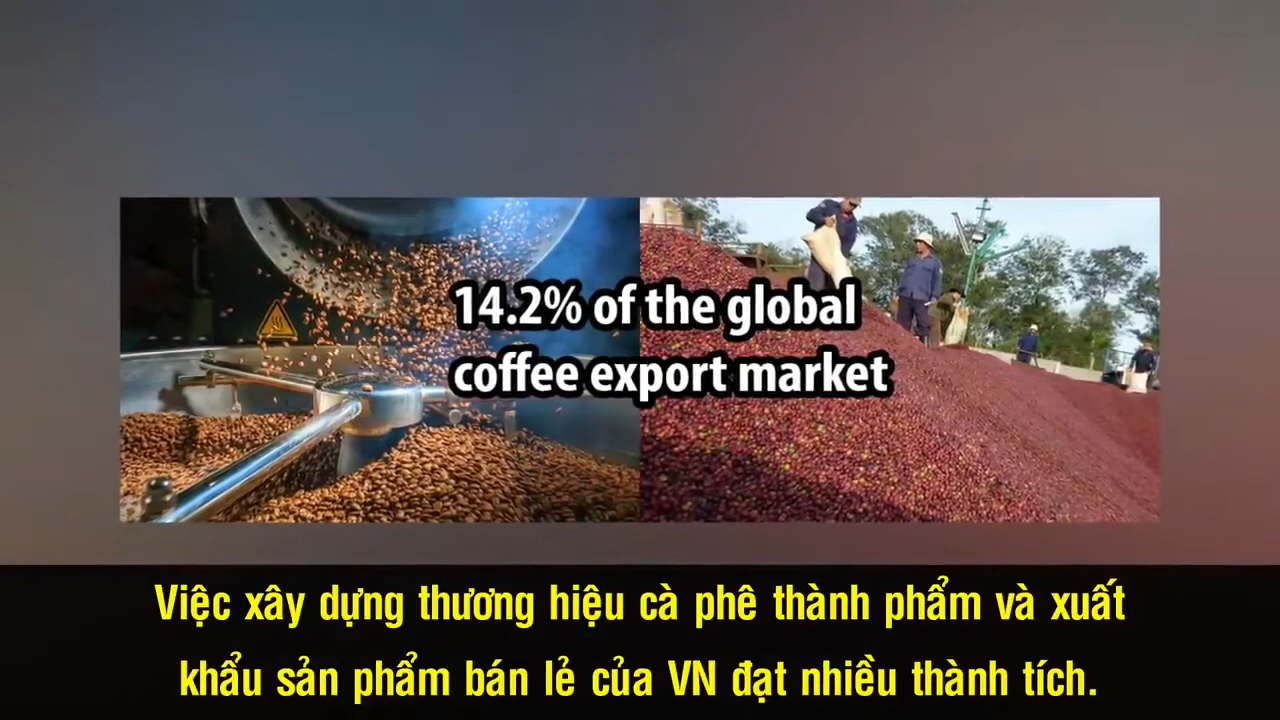 14.2% of the global
coffee export market
Việc xây dựng thương hiệu cà phê thành phẩm và xuất
khẩu sản phẩm bán lẻ của VN đạt nhiều thành tích.